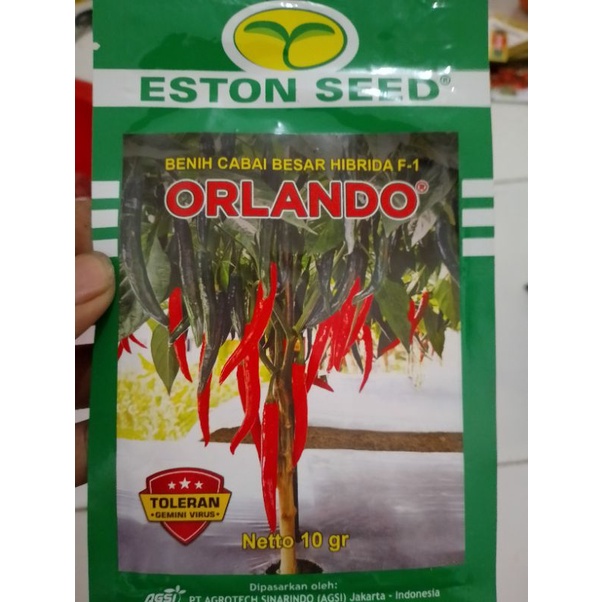 ESTON SEED®
BENIH CABAI BESAR HIBRIDA F-1
ORLANDO®
TOLERAN
•GEMINI VIRUS•
Netto 10 gr
Dipasarkan oleh:
AGSI PT AGROTECH SINARINDO (AGSI) Jakarta - Indonesia